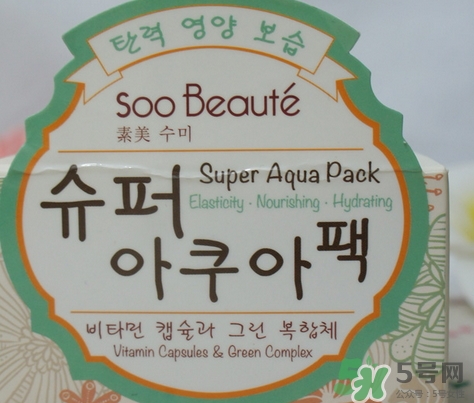 탄력 영양 보습
Soo Beauté
素美 수미
슈퍼 Super Aqua Pack
Elasticity · Nourishing · Hydrating
아쿠아팩
비타민 캡슐과 그린 복합체
Vitamin Capsules & Green Complex
5号网